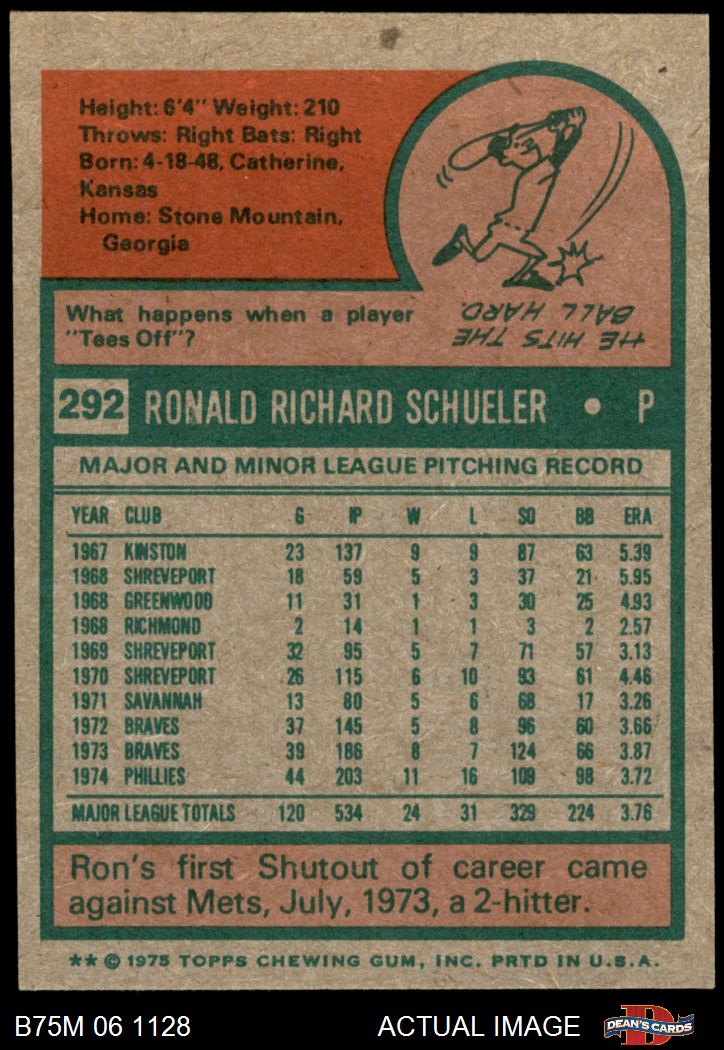 Height: 6'4" Weight: 210
Throws: Right Bats: Right
Born: 4-18-48, Catherine,
Kansas
Home: Stone Mountain,
Georgia
What happens when a player
"Tees Off"?
HE HITS THE
BALL HARD.
292 RONALD RICHARD SCHUELER • P
MAJOR AND MINOR LEAGUE PITCHING RECORD
YEAR CLUB G IP W L SO BB ERA
1967 KINSTON 23 137 9 9 87 63 5.39
1968 SHREVEPORT 18 59 5 3 37 21 5.95
1968 GREENWOOD 11 31 1 3 30 25 4.93
1968 RICHMOND 2 14 1 1 3 2 2.57
1969 SHREVEPORT 32 95 5 7 71 57 3.13
1970 SHREVEPORT 26 115 6 10 93 61 4.46
1971 SAVANNAH 13 80 5 6 68 17 3.26
1972 BRAVES 37 145 5 8 96 60 3.66
1973 BRAVES 39 186 8 7 124 66 3.87
1974 PHILLIES 44 203 11 16 109 98 3.72
MAJOR LEAGUE TOTALS 120 534 24 31 329 224 3.76
Ron's first Shutout of career came
against Mets, July, 1973, a 2-hitter.
** © 1975 TOPPS CHEWING GUM, INC. PRTD IN U.S.A.
B75M 06 1128 ACTUAL IMAGE D DEAN'S CARDS